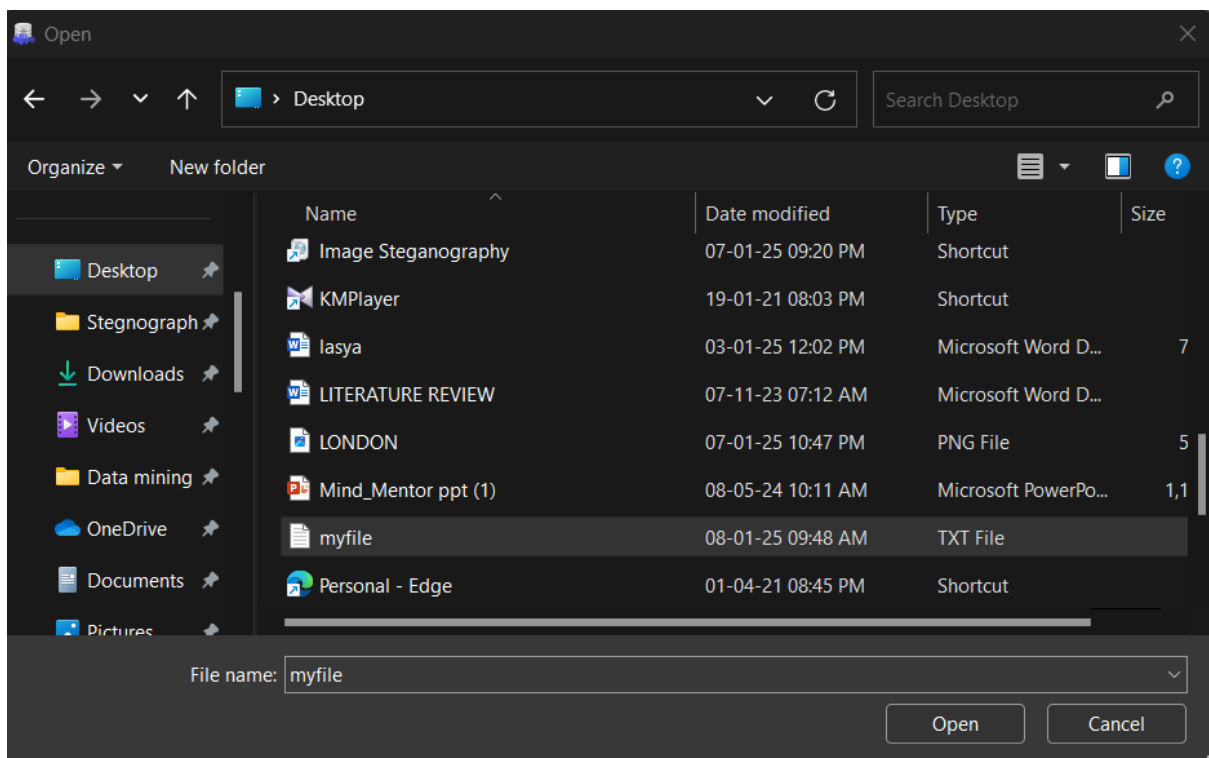 Open
Desktop
Search Desktop
Organize
New folder
Name Date modified Type Size
Image Steganography 07-01-25 09:20 PM Shortcut
KMPlayer 19-01-21 08:03 PM Shortcut
lasya 03-01-25 12:02 PM Microsoft Word D... 7
LITERATURE REVIEW 07-11-23 07:12 AM Microsoft Word D...
LONDON 07-01-25 10:47 PM PNG File 5
Mind_Mentor ppt (1) 08-05-24 10:11 AM Microsoft PowerPo... 1,1
myfile 08-01-25 09:48 AM TXT File
Personal - Edge 01-04-21 08:45 PM Shortcut
Desktop
Stegnograph
Downloads
Videos
Data mining
OneDrive
Documents
Pictures
File name: myfile
Open Cancel